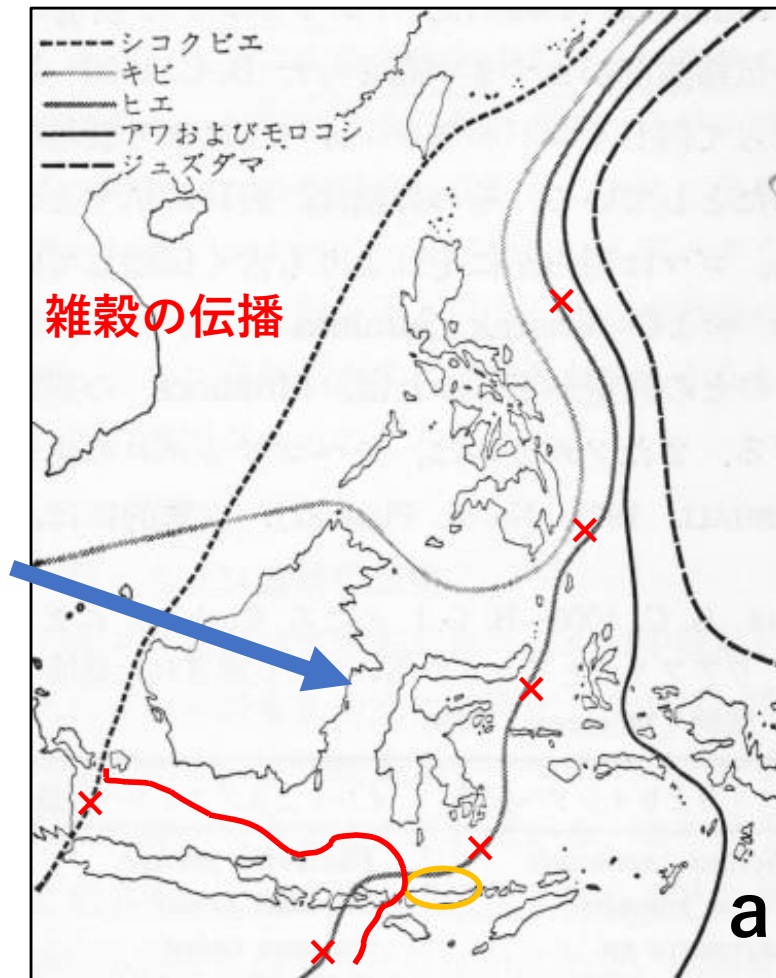 シコクビエ
キビ
ヒエ
アワおよびモロコシ
ジュズダマ
雑穀の伝播
a